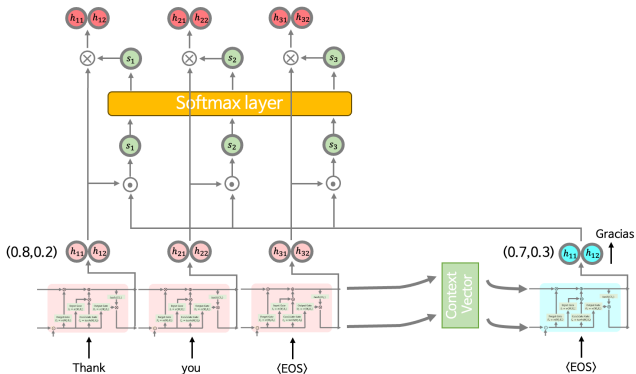 h₁₁ h₁₂ h₂₁ h₂₂ h₃₁ h₃₂
s₁ s₂ s₃
Softmax layer
s₁ s₂ s₃
(0.8,0.2) h₁₁ h₁₂ h₂₁ h₂₂ h₃₁ h₃₂ (0.7,0.3) h₁₁ h₁₂
Gracias
Context
Vector
Thank you ⟨EOS⟩ ⟨EOS⟩